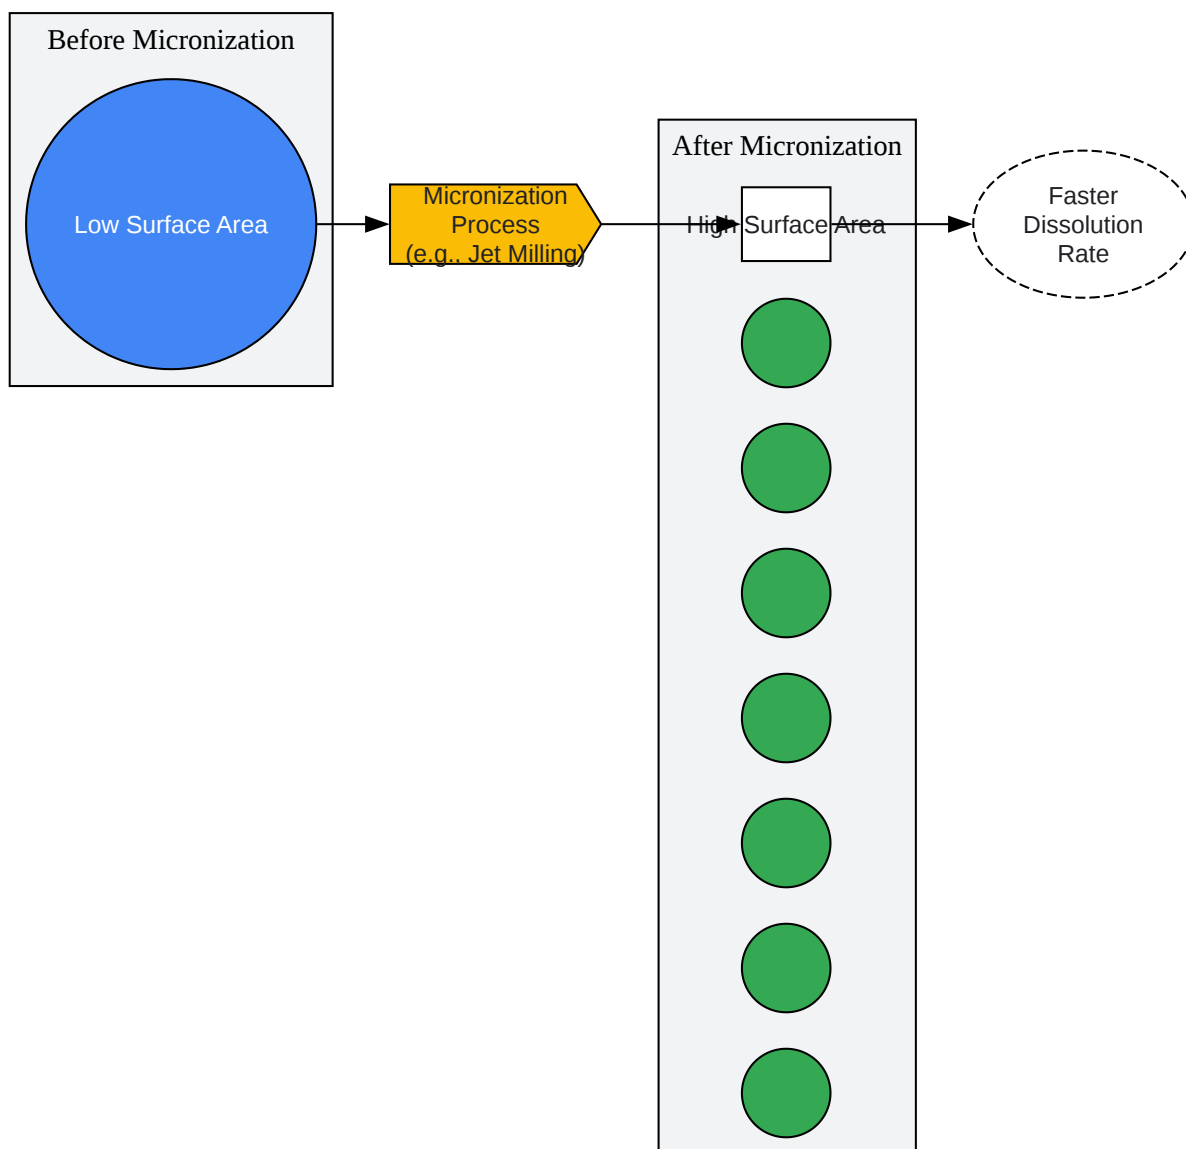 Before Micronization
Low Surface Area
Micronization
Process
(e.g., Jet Milling)
After Micronization
High Surface Area
Faster
Dissolution
Rate